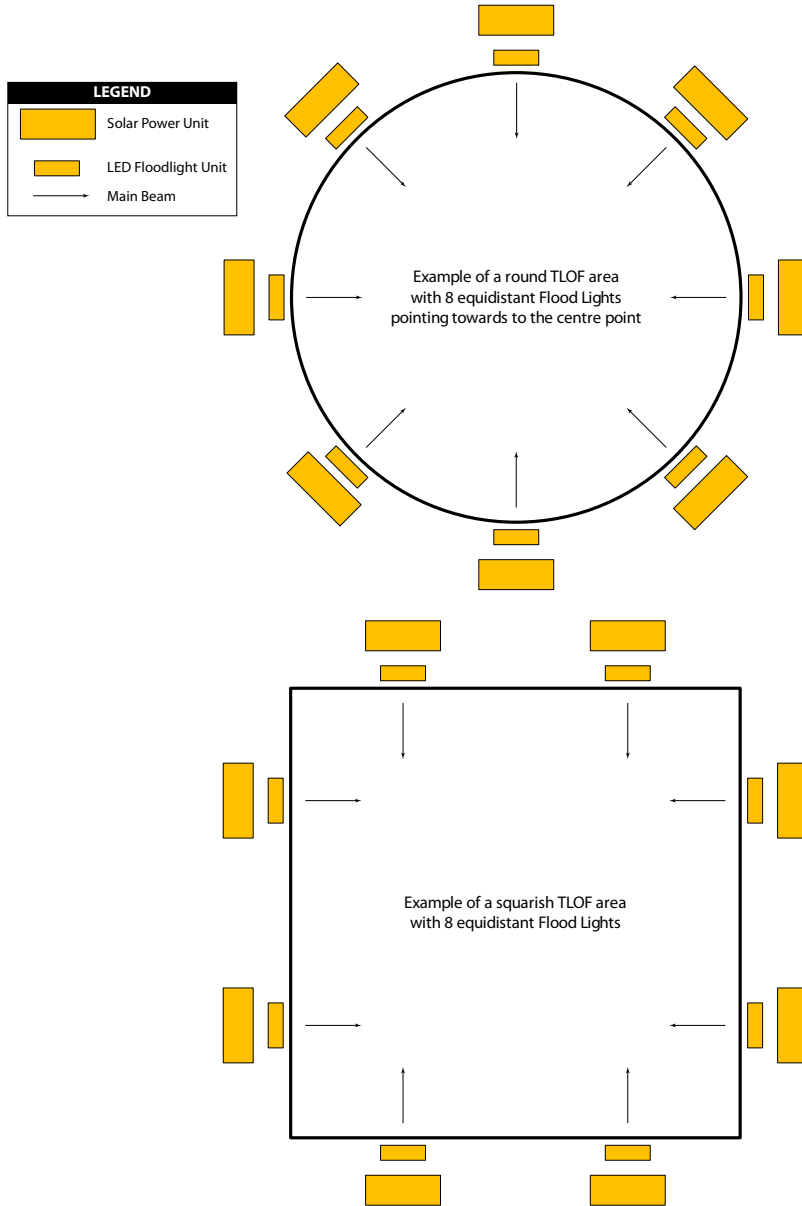 LEGEND
Solar Power Unit
LED Floodlight Unit
Main Beam
Example of a round TLOF area
with 8 equidistant Flood Lights
pointing towards to the centre point
Example of a squarish TLOF area
with 8 equidistant Flood Lights